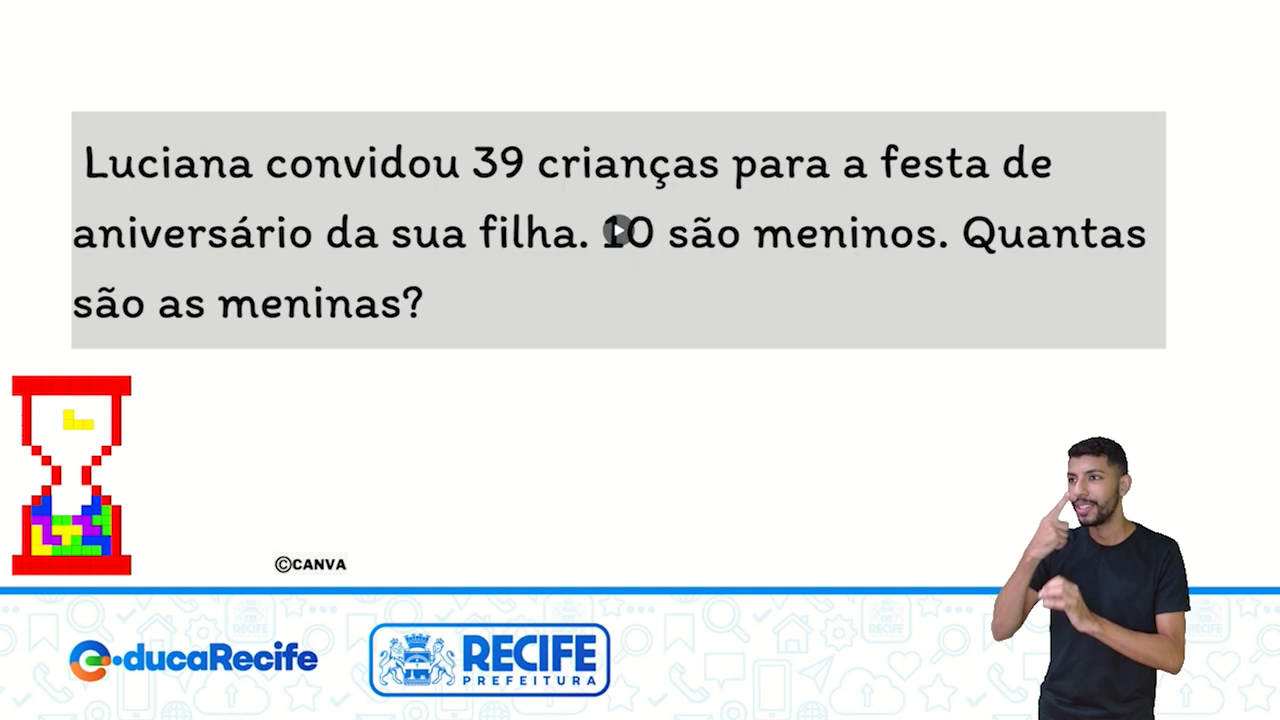 Luciana convidou 39 crianças para a festa de
aniversário da sua filha. 10 são meninos. Quantas
são as meninas?
©CANVA
ducaRecife
RECIFE
PREFEITURA